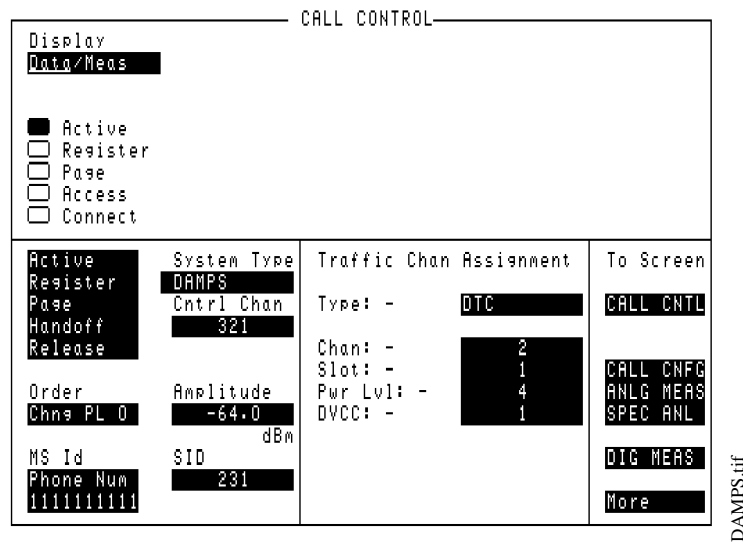 CALL CONTROL
Display
Data/Meas
Active
Register
Page
Access
Connect
Active
Register
Page
Handoff
Release
Order
Chng PL 0
MS Id
Phone Num
1111111111
System Type
DAMPS
Cntrl Chan
321
Amplitude
-64.0
dBm
SID
231
Traffic Chan Assignment
Type: - DTC
Chan: - 2
Slot: - 1
Pwr Lvl: - 4
DVCC: - 1
To Screen
CALL CNTL
CALL CNFG
ANLG MEAS
SPEC ANL
DIG MEAS
More
DAMPS.tif